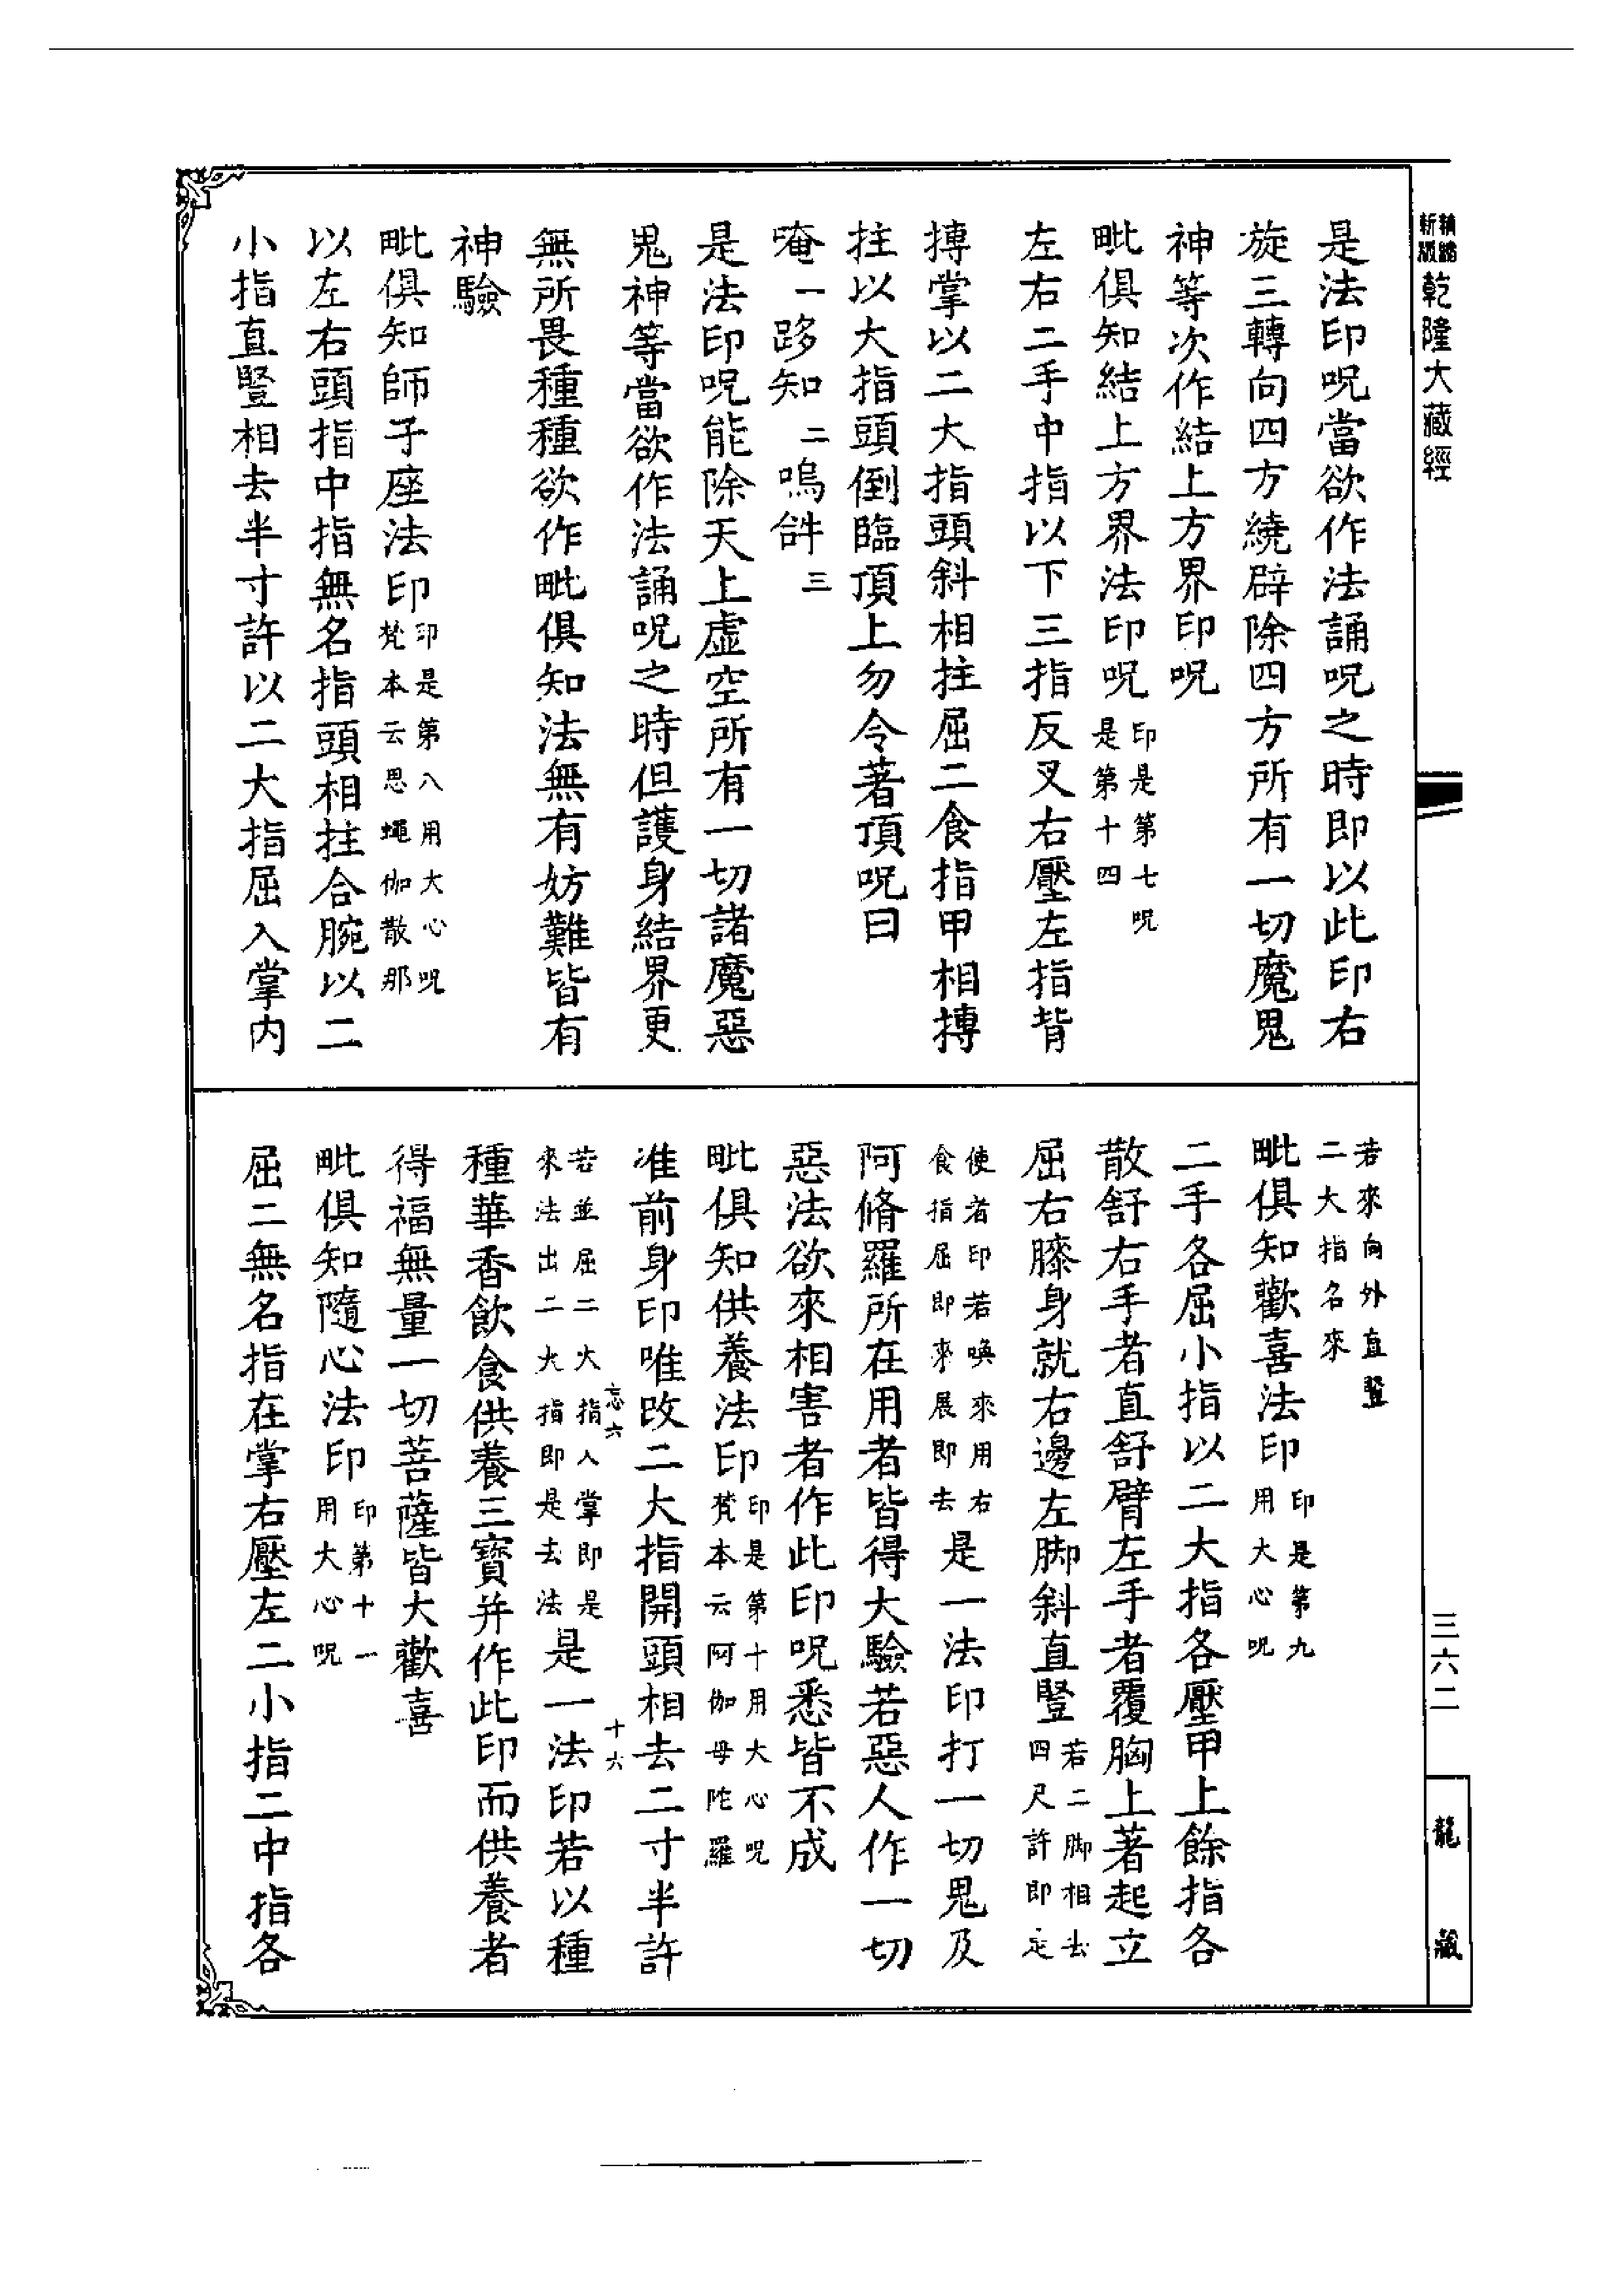 新編縮版
乾隆大藏經
是法印呪當欲作法誦呪之時即以此印右
旋三轉向四方繞辟除四方所有一切魔鬼
神等次作結上方界印呪
毗俱知結上方界法印呪印是第七呪是第十四
左右二手中指以下三指反叉右壓左指背
搏掌以二大指頭斜相拄屈二食指甲相搏
拄以大指頭倒臨頂上勿令著頂呪曰
唵一跢知二嗚𤙖三
是法印呪能除天上虛空所有一切諸魔惡
鬼神等當欲作法誦呪之時但護身結界更
無所畏種種欲作毗俱知法無有妨難皆有
神驗
毗俱知師子座法印印是第八用大心呪梵本云思蠅伽散那
以左右頭指中指無名指頭相拄合腕以二
小指直豎相去半寸許以二大指屈入掌內
若來向外直豎二大指名來
毗俱知歡喜法印印是第九用大心呪
二手各屈小指以二大指各壓甲上餘指各
散舒右手者直舒臂左手者覆胸上著起立
屈右膝身就右邊左脚斜直豎若二脚相去四尺許即是
使者印若喚來用右食指屈即來展即去是一法印打一切鬼及
阿脩羅所在用者皆得大驗若惡人作一切
惡法欲來相害者作此印呪悉皆不成
毗俱知供養法印印是第十用大心呪梵本云阿伽母陀羅
准前身印唯改二大指開頭相去二寸半許
忘六
十六
若並屈二大指入掌即是來法出二大指即是去法是一法印若以種
種華香飲食供養三寶并作此印而供養者
得福無量一切菩薩皆大歡喜
毗俱知隨心法印印第十一用大心呪
屈二無名指在掌右壓左二小指二中指各
三六二
龍藏